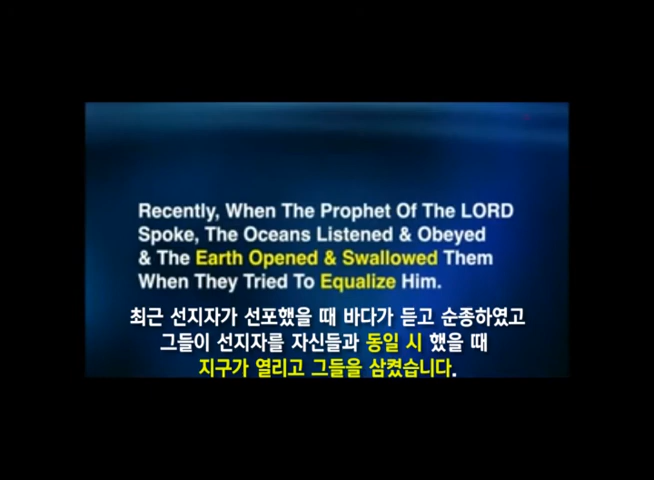 Recently, When The Prophet Of The LORD
Spoke, The Oceans Listened & Obeyed
& The Earth Opened & Swallowed Them
When They Tried To Equalize Him.
최근 선지자가 선포했을 때 바다가 듣고 순종하였고
그들이 선지자를 자신들과 동일 시 했을 때
지구가 열리고 그들을 삼켰습니다.